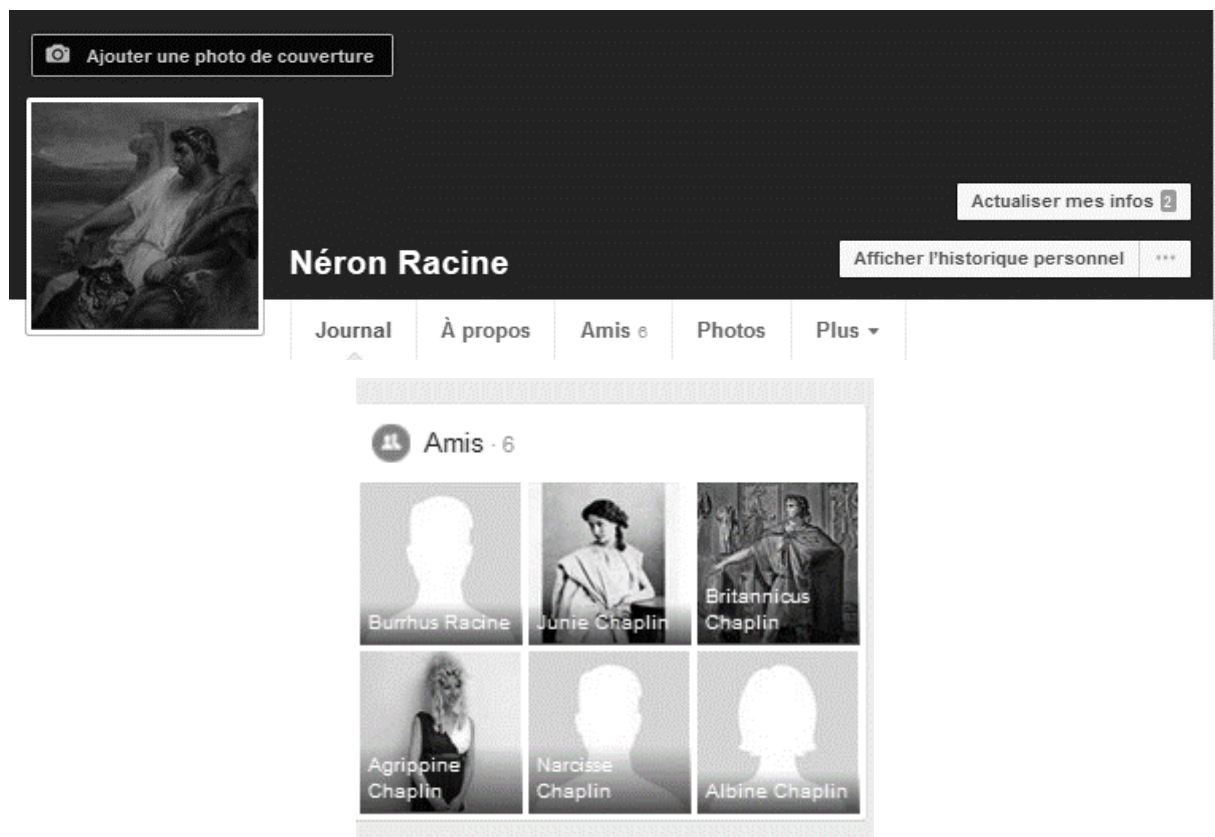 Ajouter une photo de couverture
Actualiser mes infos 2
Néron Racine
Afficher l'historique personnel ...
Journal
À propos
Amis 6
Photos
Plus
Amis · 6
Burrhus Racine
Junie Chaplin
Britannicus
Chaplin
Agrippine
Chaplin
Narcisse
Chaplin
Albine Chaplin